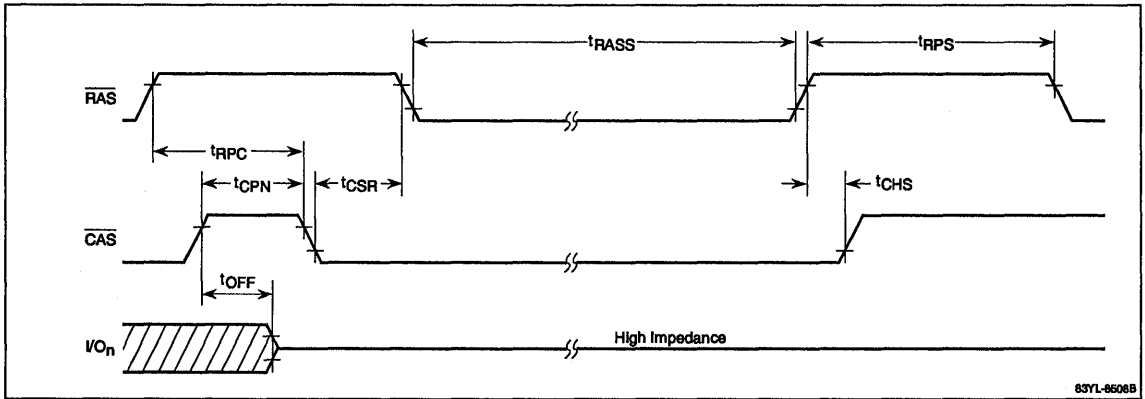 tRASS
tRPS
RAS
tRPC
tCPN
tCSR
tCHS
CAS
tOFF
I/On
High Impedance
83YL-8508B